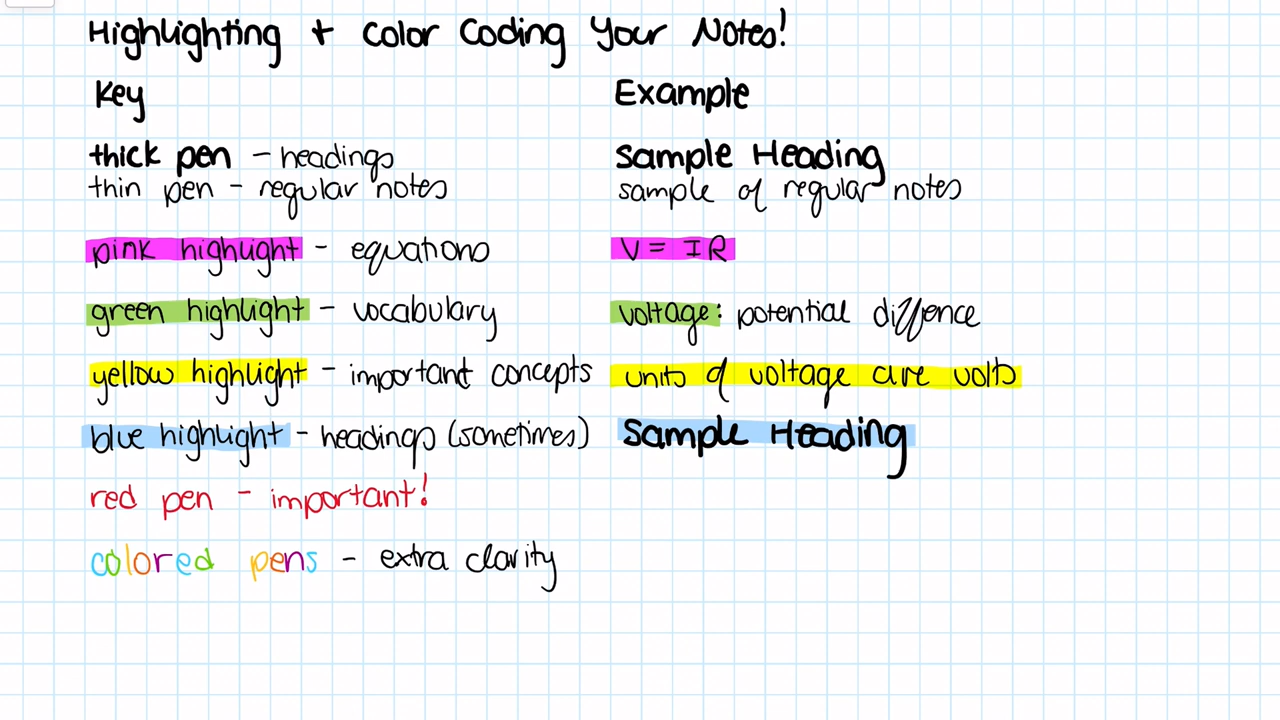 Highlighting + Color Coding Your Notes!
Key
Example
thick pen - headings
Sample Heading
thin pen - regular notes
sample of regular notes
pink highlight - equations
V = IR
green highlight - vocabulary
voltage: potential diffence
yellow highlight - important concepts
units of voltage are volts
blue highlight - headings (sometimes)
Sample Heading
red pen - important!
colored pens - extra clarity